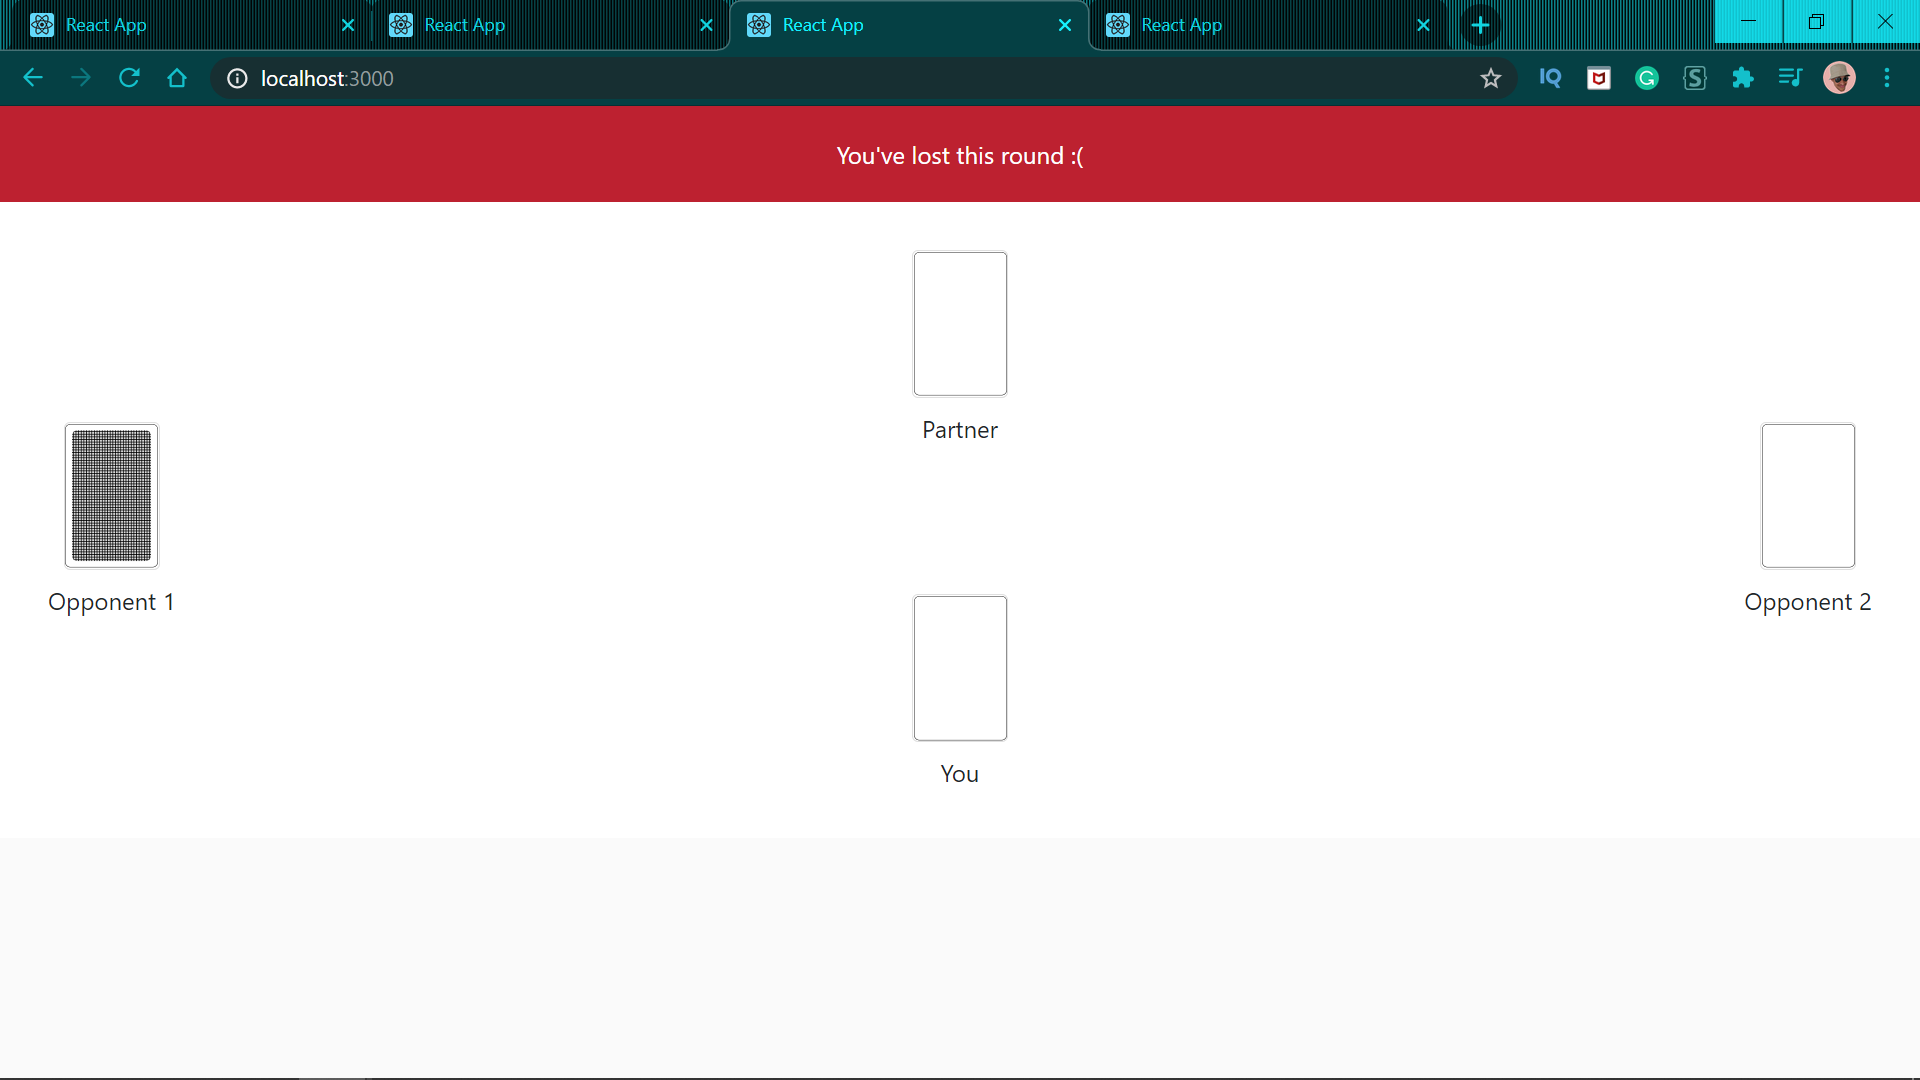 React App
React App
React App
React App
localhost:3000
IQ
You've lost this round :(
Partner
Opponent 1
Opponent 2
You